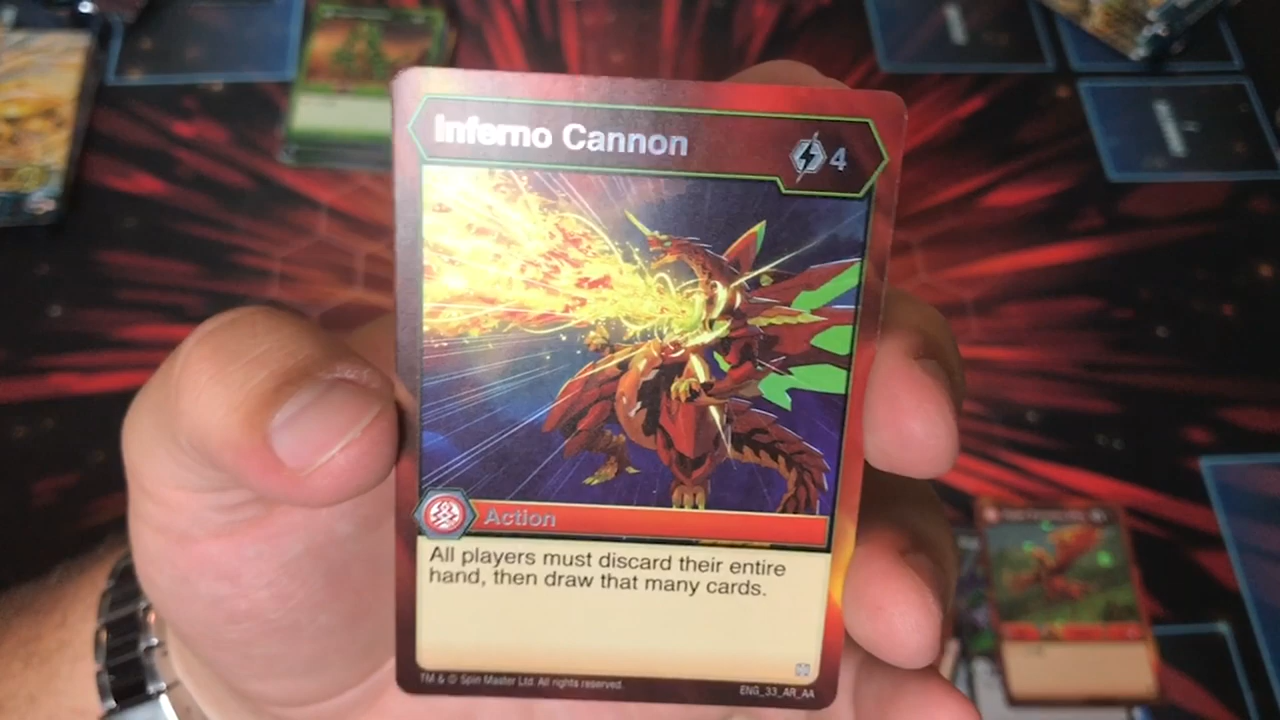 Inferno Cannon
4
Action
All players must discard their entire
hand, then draw that many cards.
TM & © Spin Master Ltd. All rights reserved.
ENG_33_AR_AA